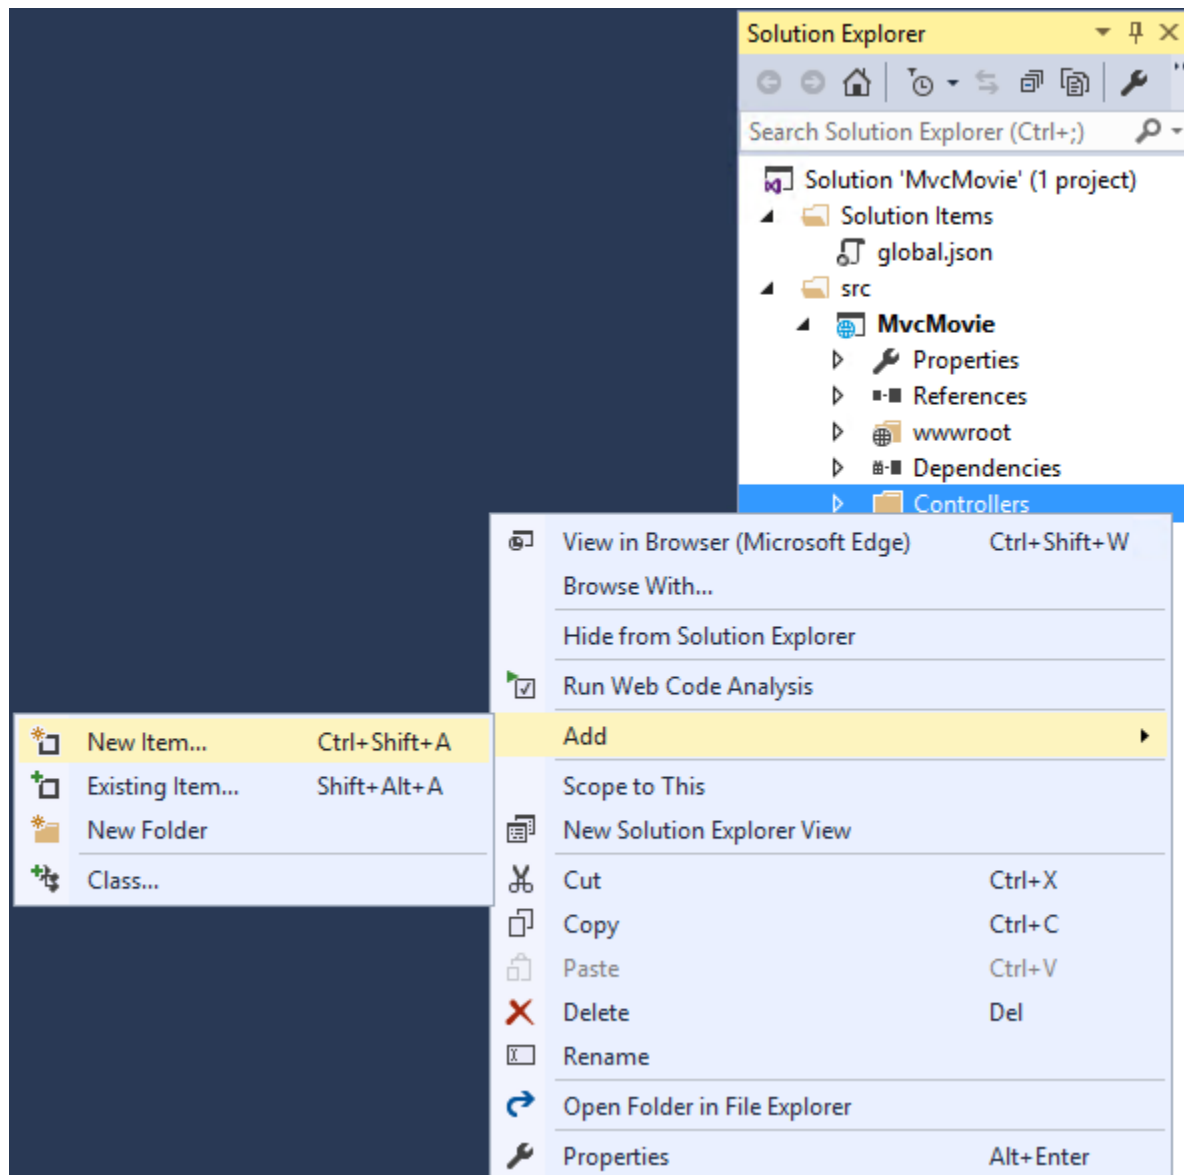 Solution Explorer
Search Solution Explorer (Ctrl+;)
Solution 'MvcMovie' (1 project)
Solution Items
global.json
src
MvcMovie
Properties
References
wwwroot
Dependencies
Controllers
View in Browser (Microsoft Edge) Ctrl+Shift+W
Browse With...
Hide from Solution Explorer
Run Web Code Analysis
Add
New Item... Ctrl+Shift+A
Existing Item... Shift+Alt+A
New Folder
Class...
Scope to This
New Solution Explorer View
Cut Ctrl+X
Copy Ctrl+C
Paste Ctrl+V
Delete Del
Rename
Open Folder in File Explorer
Properties Alt+Enter